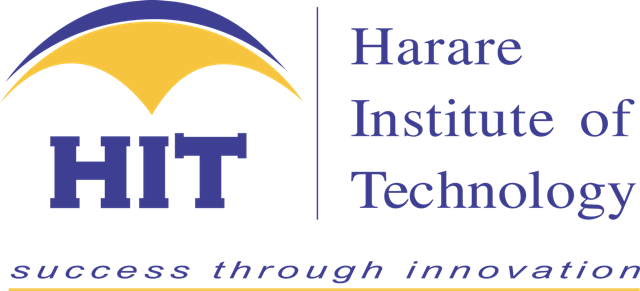 HIT
Harare
Institute of
Technology
success through innovation